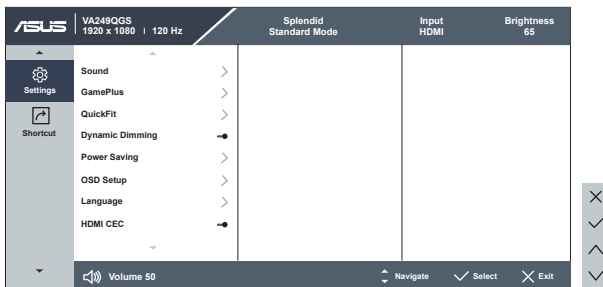 ASUS
VA249QGS
1920 x 1080 | 120 Hz
Splendid
Standard Mode
Input
HDMI
Brightness
65
Settings
Shortcut
Sound
GamePlus
QuickFit
Dynamic Dimming
Power Saving
OSD Setup
Language
HDMI CEC
Volume 50
Navigate
Select
Exit